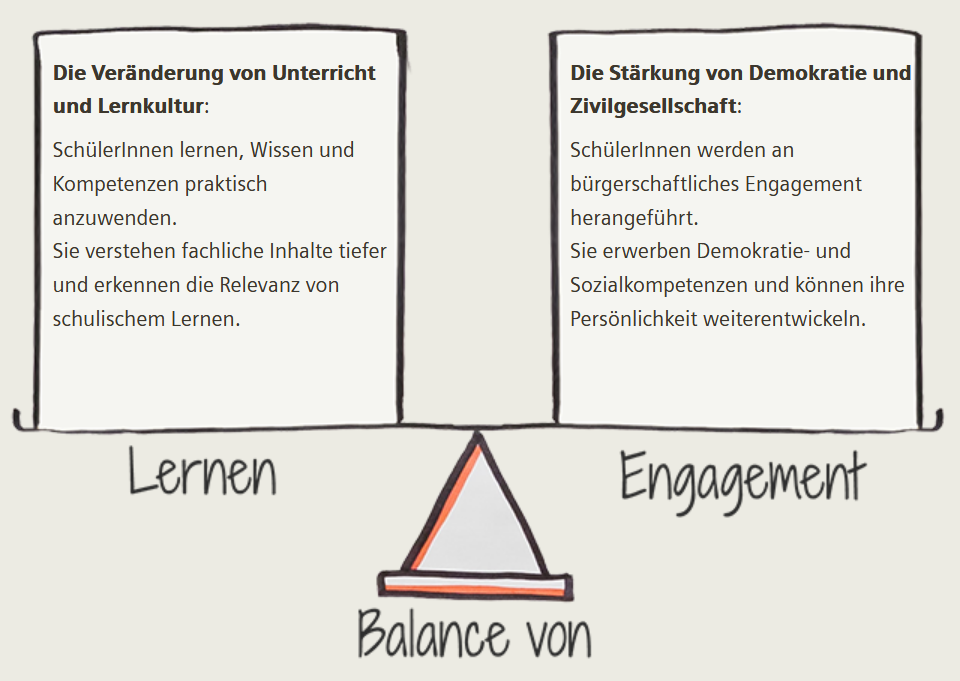 Die Veränderung von Unterricht
und Lernkultur:
SchülerInnen lernen, Wissen und
Kompetenzen praktisch
anzuwenden.
Sie verstehen fachliche Inhalte tiefer
und erkennen die Relevanz von
schulischem Lernen.
Die Stärkung von Demokratie und
Zivilgesellschaft:
SchülerInnen werden an
bürgerschaftliches Engagement
herangeführt.
Sie erwerben Demokratie- und
Sozialkompetenzen und können ihre
Persönlichkeit weiterentwickeln.
Lernen
Engagement
Balance von